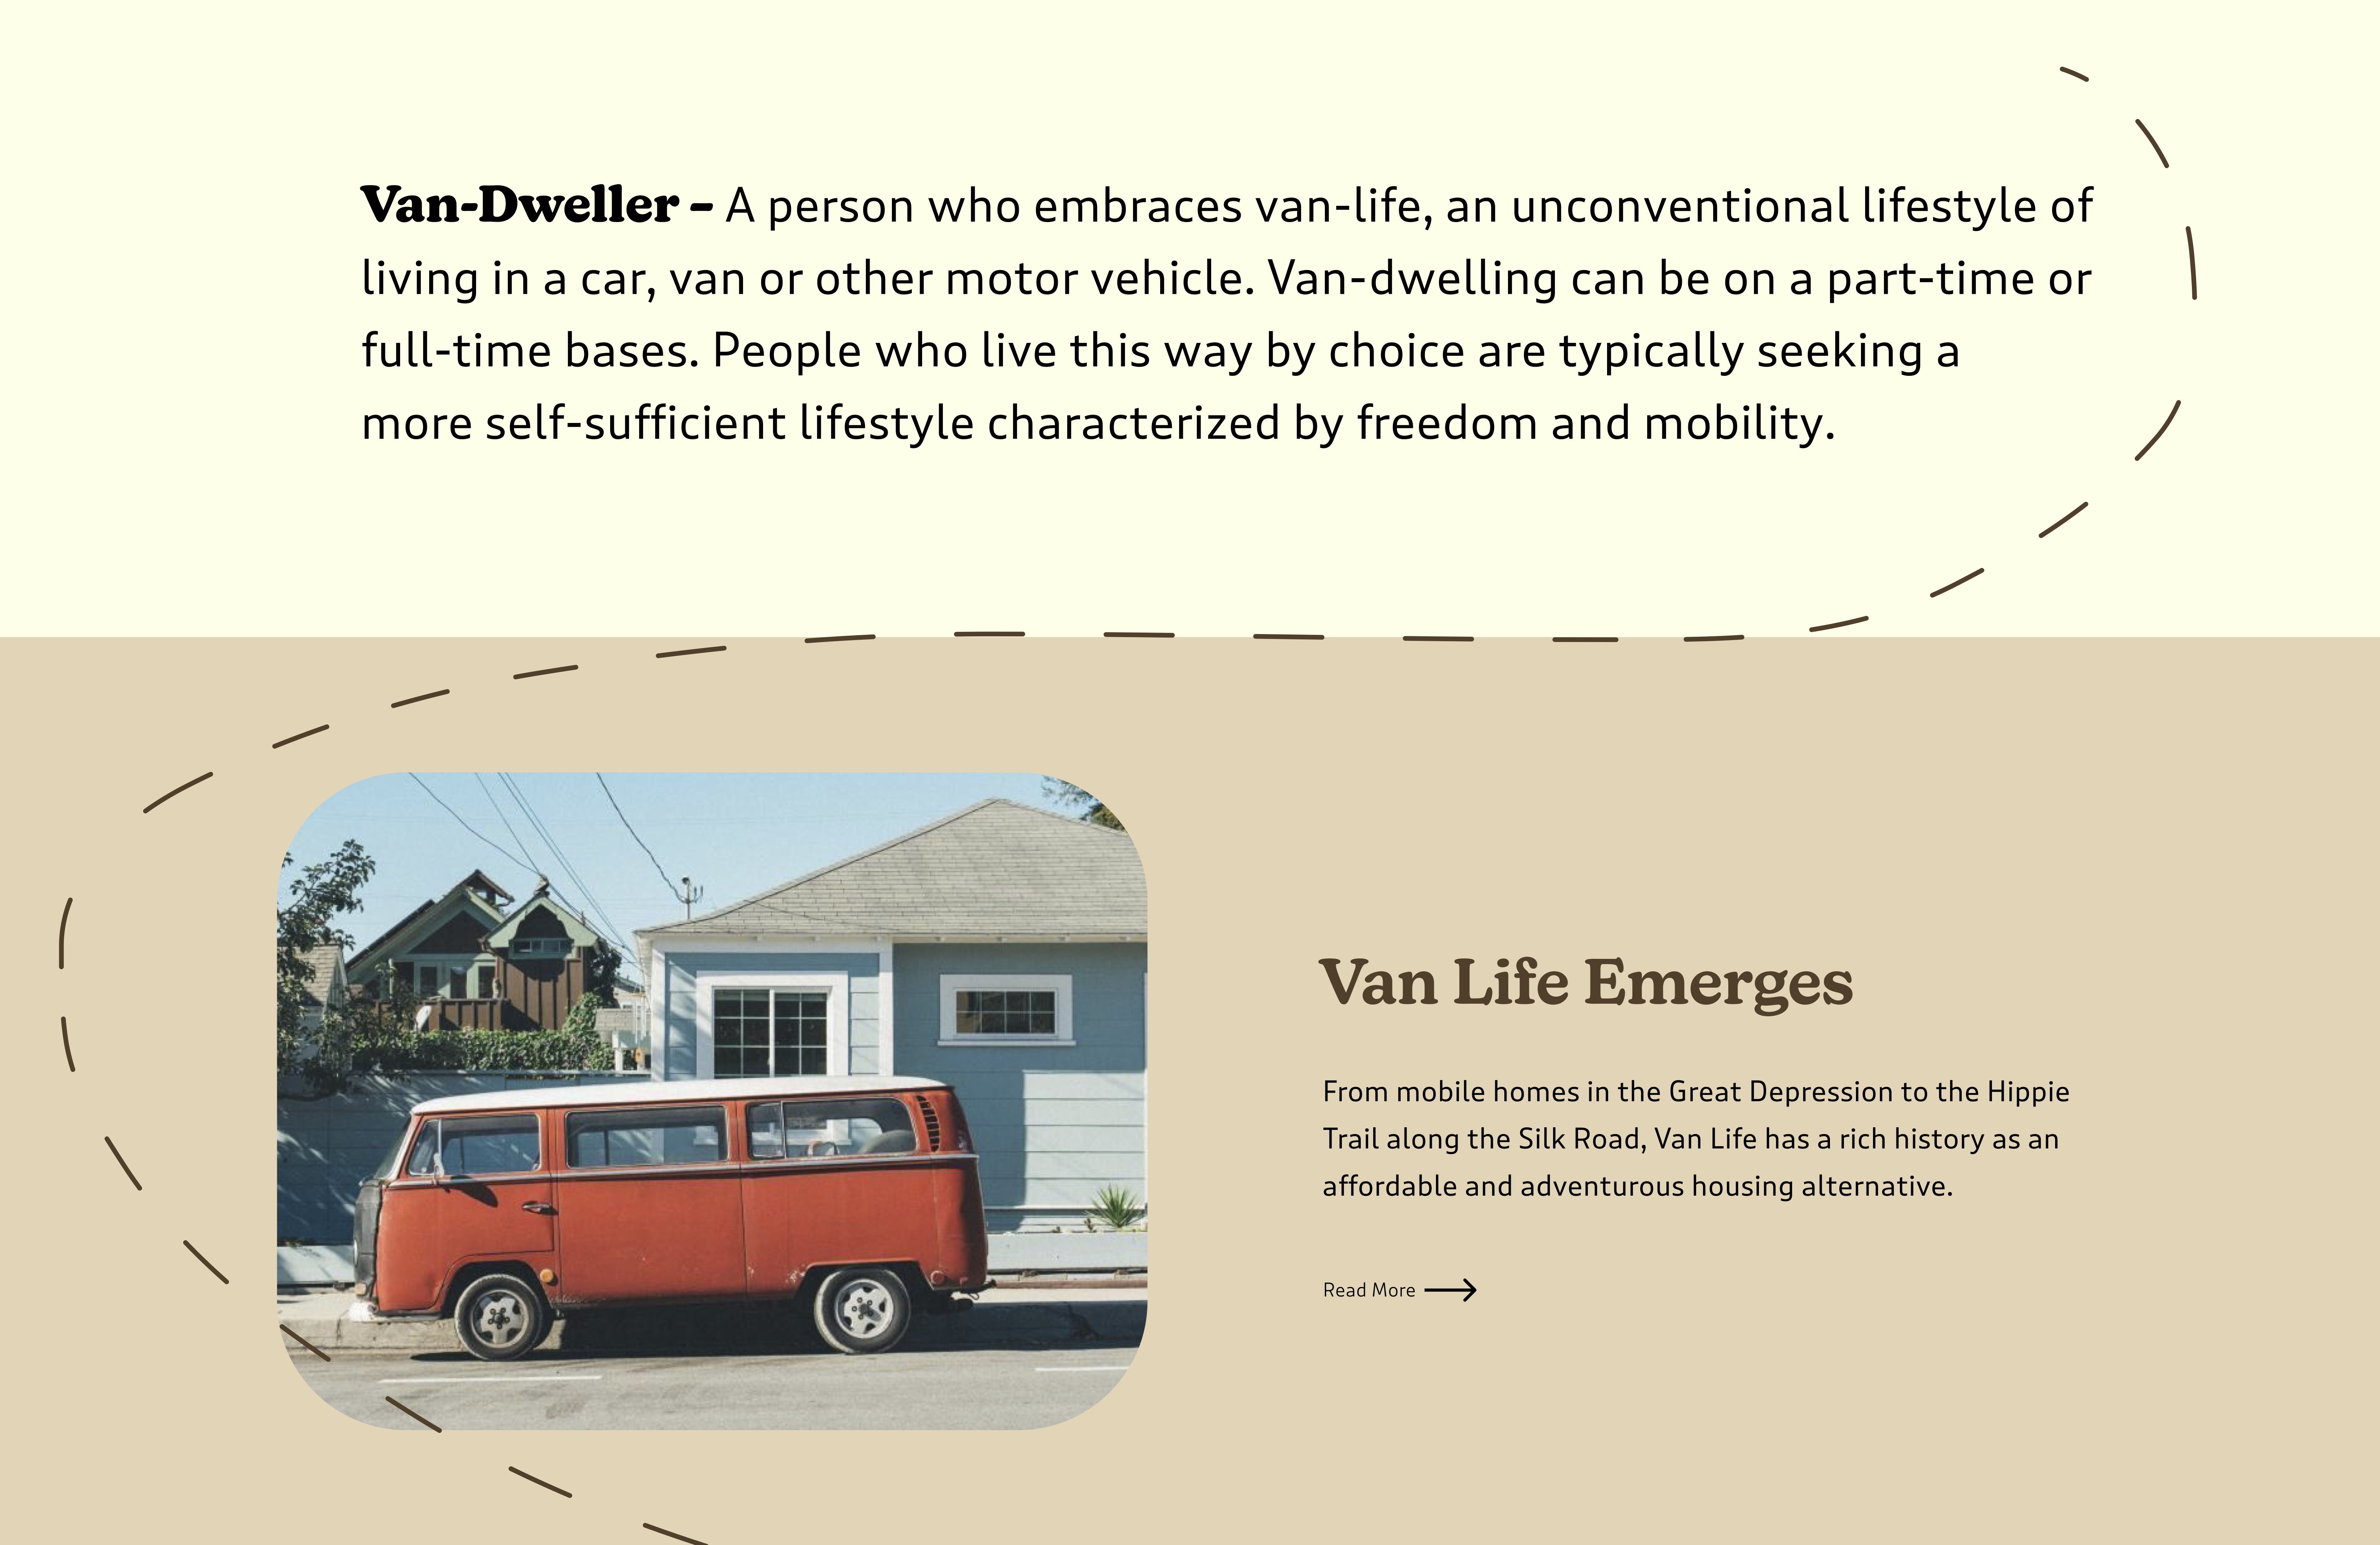 Van-Dweller – A person who embraces van-life, an unconventional lifestyle of
living in a car, van or other motor vehicle. Van-dwelling can be on a part-time or
full-time bases. People who live this way by choice are typically seeking a
more self-sufficient lifestyle characterized by freedom and mobility.
Van Life Emerges
From mobile homes in the Great Depression to the Hippie
Trail along the Silk Road, Van Life has a rich history as an
affordable and adventurous housing alternative.
Read More